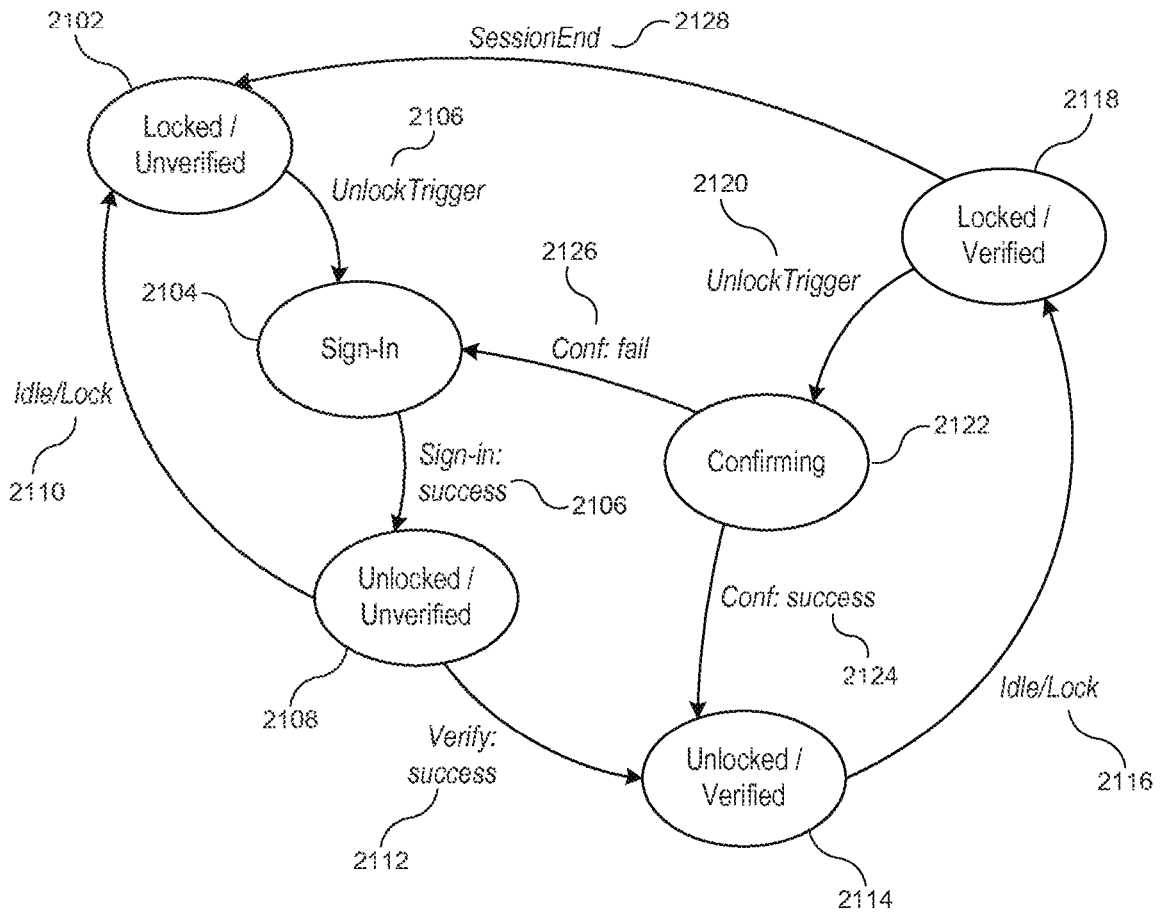 2102
SessionEnd
2128
Locked /
Unverified
2106
UnlockTrigger
2118
Locked /
Verified
2120
UnlockTrigger
2126
Conf: fail
2104
Sign-In
Idle/Lock
2110
Confirming
2122
Sign-in:
success
2106
Unlocked /
Unverified
2108
Conf: success
2124
Idle/Lock
2116
Verify:
success
2112
Unlocked /
Verified
2114